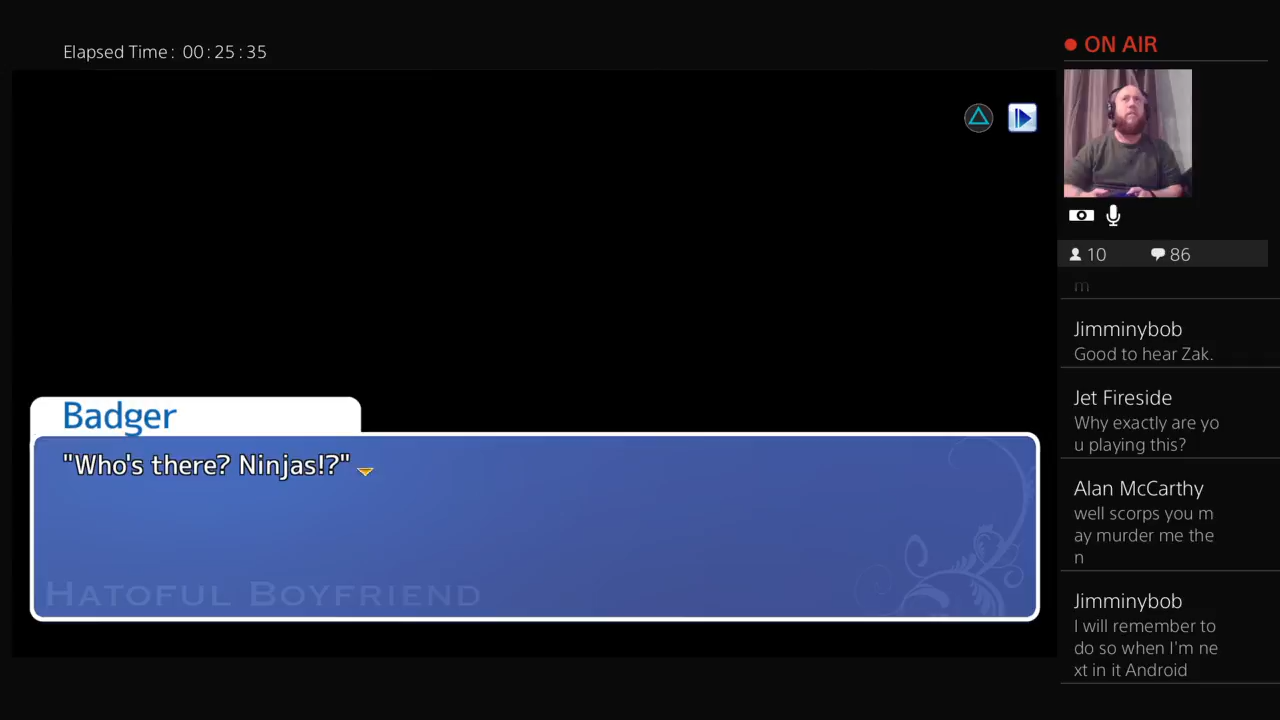 Elapsed Time: 00:25:35
ON AIR
10 86
m
Jimminybob
Good to hear Zak.
Jet Fireside
Why exactly are yo
u playing this?
Alan McCarthy
well scorps you m
ay murder me the
n
Jimminybob
I will remember to
do so when I'm ne
xt in it Android
Badger
"Who's there? Ninjas!?"
HATOFUL BOYFRIEND